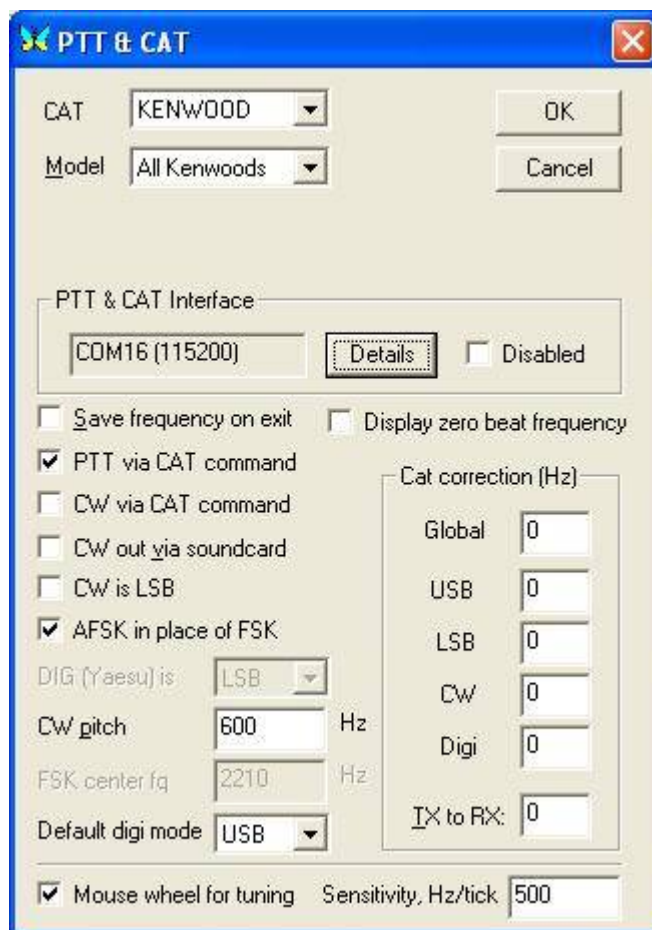 PTT & CAT
CAT KENWOOD OK
Model All Kenwoods Cancel
PTT & CAT Interface
COM16 (115200) Details Disabled
Save frequency on exit Display zero beat frequency
PTT via CAT command
CW via CAT command
CW out via soundcard
CW is LSB
AFSK in place of FSK
DIG (Yaesu) is LSB
CW pitch 600 Hz
FSK center fq 2210 Hz
Default digi mode USB
Cat correction (Hz)
Global 0
USB 0
LSB 0
CW 0
Digi 0
TX to RX: 0
Mouse wheel for tuning Sensitivity, Hz/tick 500